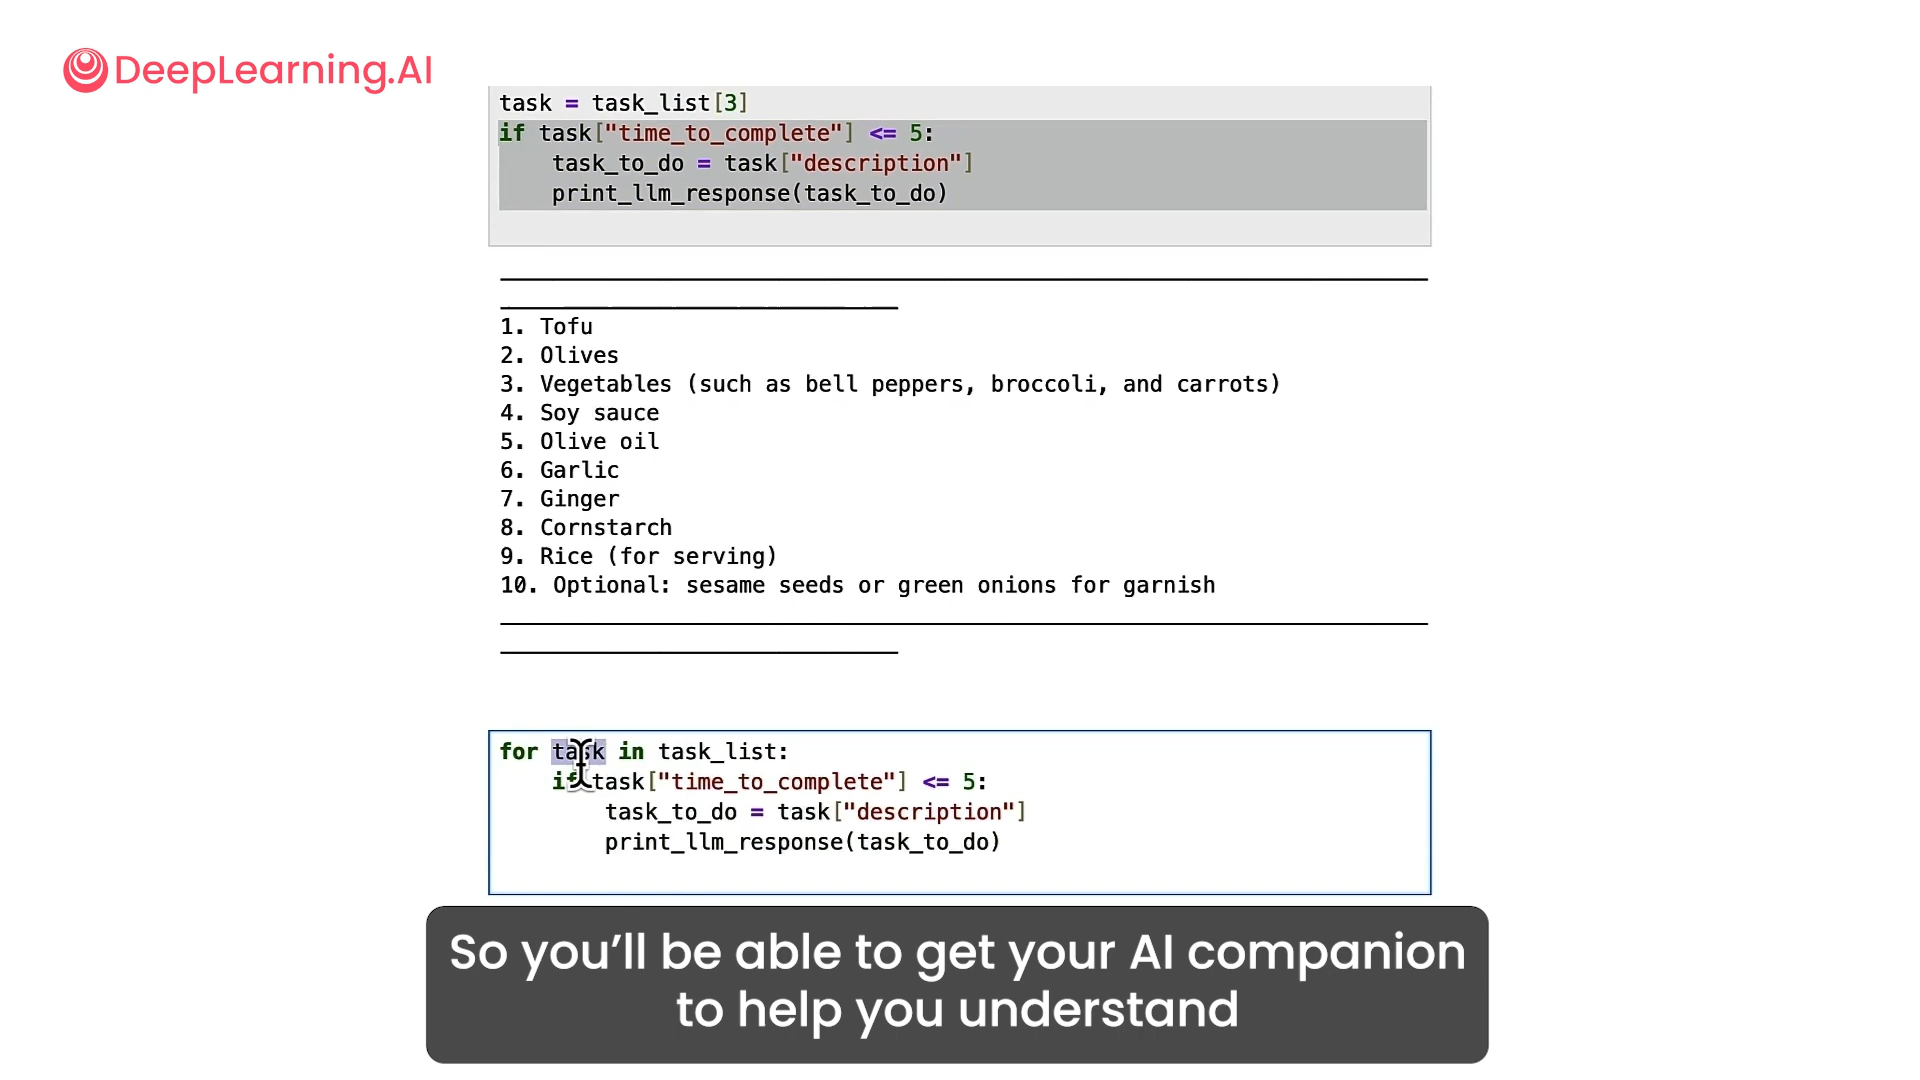 DeepLearning.AI
task = task_list[3]
if task["time_to_complete"] <= 5:
    task_to_do = task["description"]
    print_llm_response(task_to_do)
1. Tofu
2. Olives
3. Vegetables (such as bell peppers, broccoli, and carrots)
4. Soy sauce
5. Olive oil
6. Garlic
7. Ginger
8. Cornstarch
9. Rice (for serving)
10. Optional: sesame seeds or green onions for garnish
for task in task_list:
    if task["time_to_complete"] <= 5:
        task_to_do = task["description"]
        print_llm_response(task_to_do)
So you’ll be able to get your AI companion
to help you understand